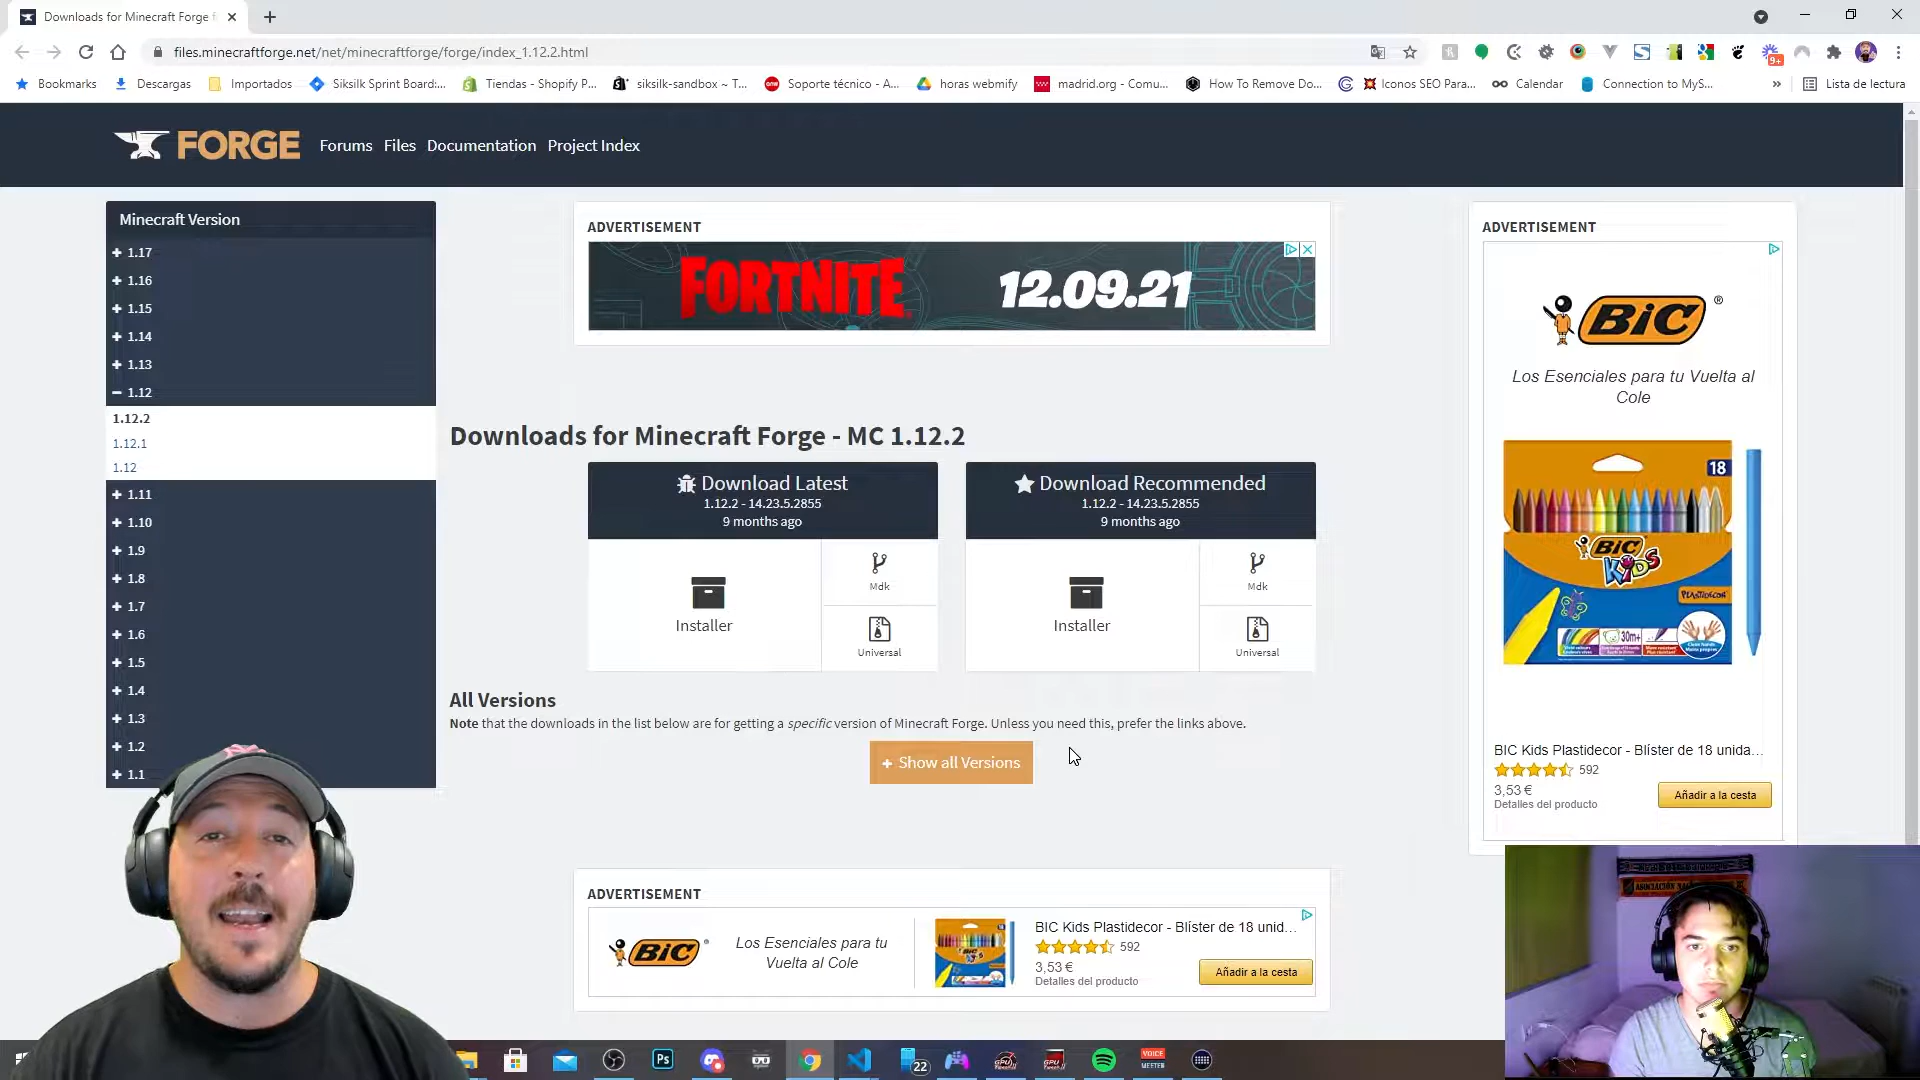 Downloads for Minecraft Forge f
files.minecraftforge.net/net/minecraftforge/forge/index_1.12.2.html
9+
Bookmarks
Descargas
Importados
Siksilk Sprint Board:...
Tiendas - Shopify P...
siksilk-sandbox ~ T...
Soporte técnico - A...
horas webmify
madrid.org - Comu...
How To Remove Do...
Iconos SEO Para...
Calendar
Connection to MyS...
»
Lista de lectura
FORGE
Forums
Files
Documentation
Project Index
Minecraft Version
+ 1.17
+ 1.16
+ 1.15
+ 1.14
+ 1.13
− 1.12
1.12.2
1.12.1
1.12
+ 1.11
+ 1.10
+ 1.9
+ 1.8
+ 1.7
+ 1.6
+ 1.5
+ 1.4
+ 1.3
+ 1.2
+ 1.1
ADVERTISEMENT
FORTNITE
12.09.21
Downloads for Minecraft Forge - MC 1.12.2
Download Latest
1.12.2 - 14.23.5.2855
9 months ago
Installer
Mdk
Universal
Download Recommended
1.12.2 - 14.23.5.2855
9 months ago
Installer
Mdk
Universal
All Versions
Note that the downloads in the list below are for getting a specific version of Minecraft Forge. Unless you need this, prefer the links above.
+ Show all Versions
ADVERTISEMENT
BiC
Los Esenciales para tu
Vuelta al Cole
BIC Kids Plastidecor - Blíster de 18 unid...
592
3,53 €
Detalles del producto
Añadir a la cesta
ADVERTISEMENT
BiC ®
Los Esenciales para tu Vuelta al
Cole
18
BiC
KIDS
PLASTIDECOR
30m+
BIC Kids Plastidecor - Blíster de 18 unida...
592
3,53 €
Detalles del producto
Añadir a la cesta
Ps
22
VOICE
MEETER